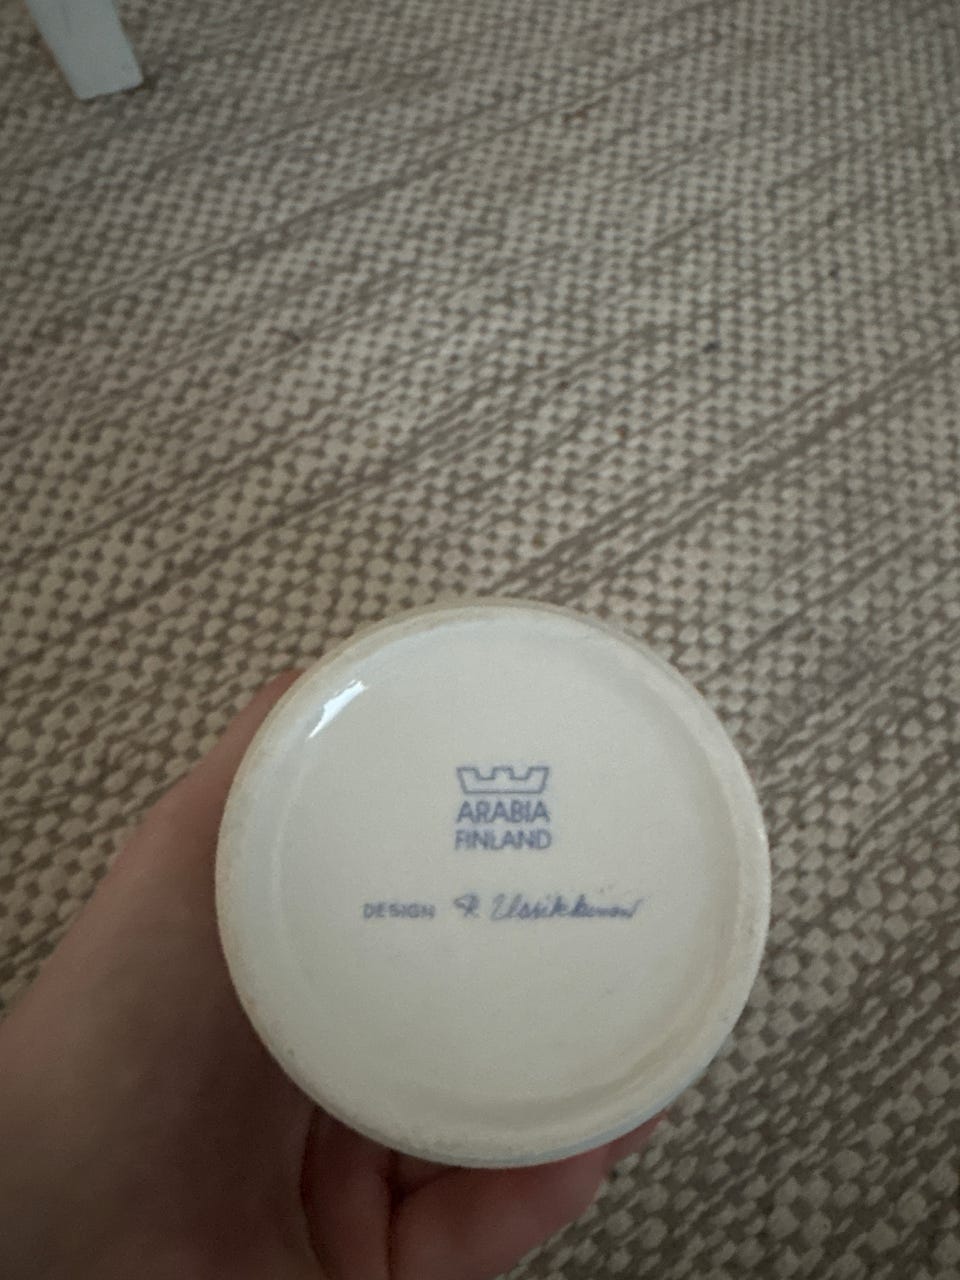 ARABIA
FINLAND
DESIGN R. Uosikkinen